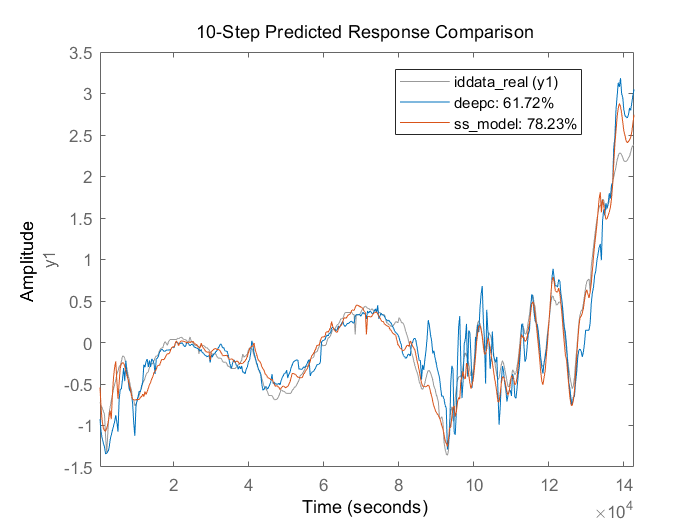 10-Step Predicted Response Comparison
3.5
3
2.5
2
1.5
1
0.5
0
-0.5
-1
-1.5
Amplitude
y1
iddata_real (y1)
deepc: 61.72%
ss_model: 78.23%
2 4 6 8 10 12 14
Time (seconds)
×10^4